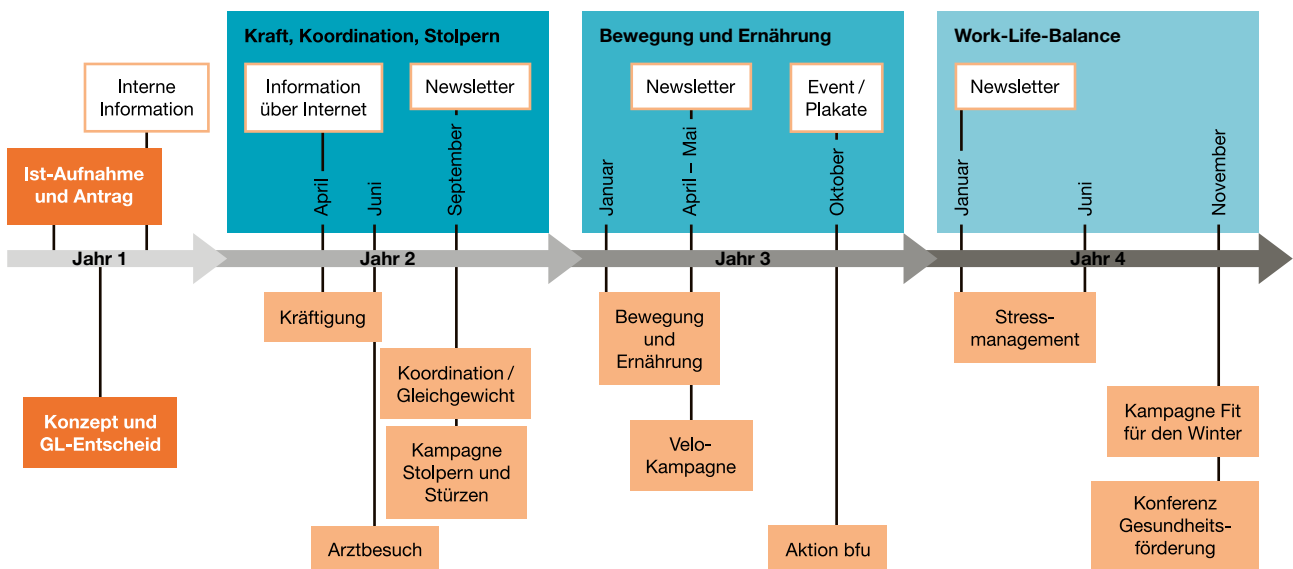 Kraft, Koordination, Stolpern
Bewegung und Ernährung
Work-Life-Balance
Interne
Information
Information
über Internet
Newsletter
Newsletter
Event /
Plakate
Newsletter
Ist-Aufnahme
und Antrag
April
Juni
September
Januar
April – Mai
Oktober
Januar
Juni
November
Jahr 1
Jahr 2
Jahr 3
Jahr 4
Kräftigung
Bewegung
und
Ernährung
Stress-
management
Koordination /
Gleichgewicht
Konzept und
GL-Entscheid
Kampagne
Stolpern und
Stürzen
Velo-
Kampagne
Kampagne Fit
für den Winter
Arztbesuch
Aktion bfu
Konferenz
Gesundheits-
förderung